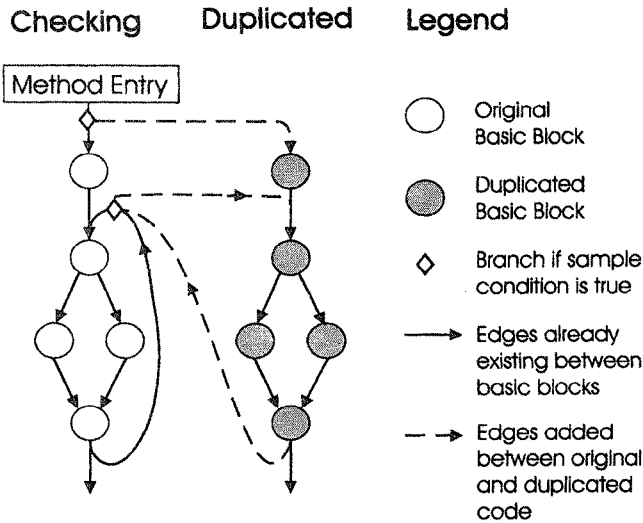 Checking
Duplicated
Legend
Method Entry
Original
Basic Block
Duplicated
Basic Block
Branch if sample
condition is true
Edges already
existing between
basic blocks
Edges added
between original
and duplicated
code